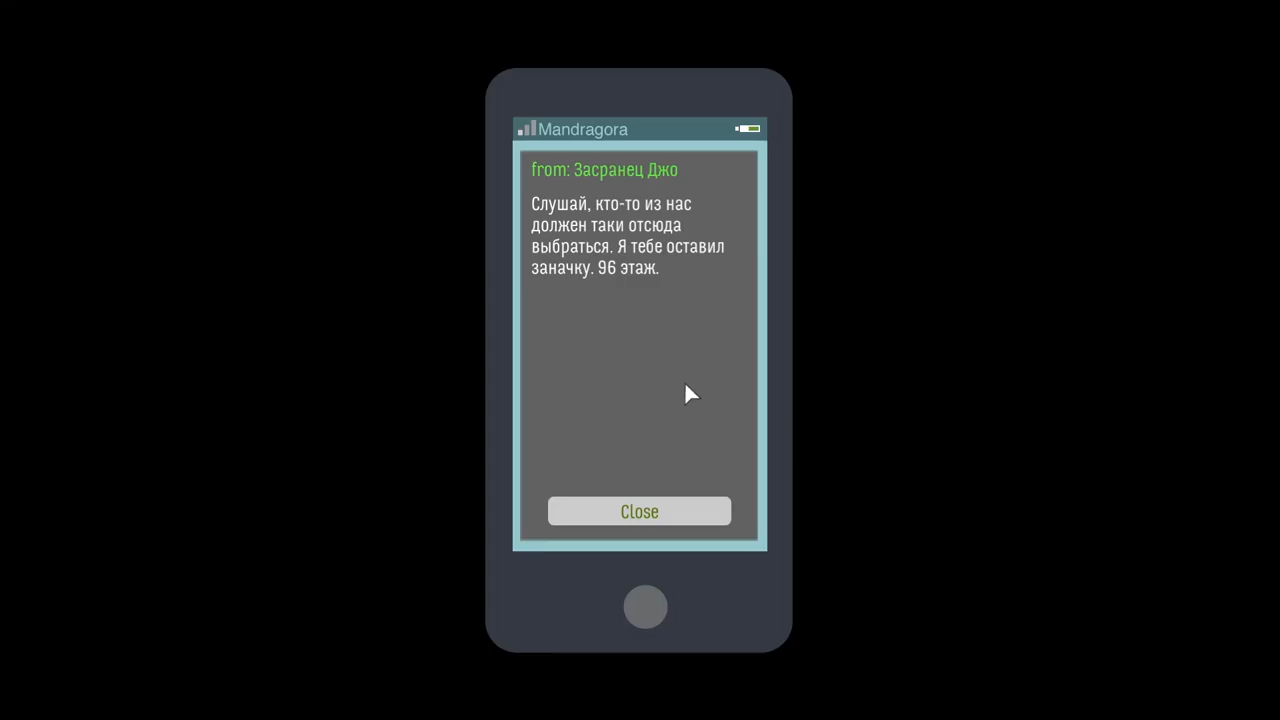 Mandragora
from: Засранец Джо
Слушай, кто-то из нас
должен таки отсюда
выбраться. Я тебе оставил
заначку. 96 этаж.
Close